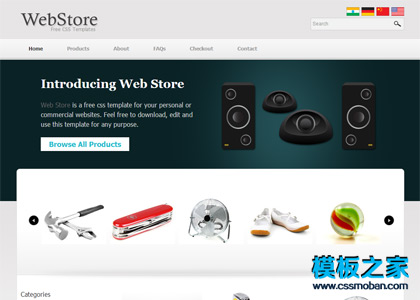 WebStore
Free CSS Templates
Search
Home Products About FAQs Checkout Contact
Introducing Web Store
Web Store is a free css template for your personal or
commercial websites. Feel free to download, edit and
use this template for any purpose.
Browse All Products
模板之家
www.cssmoban.com
Categories